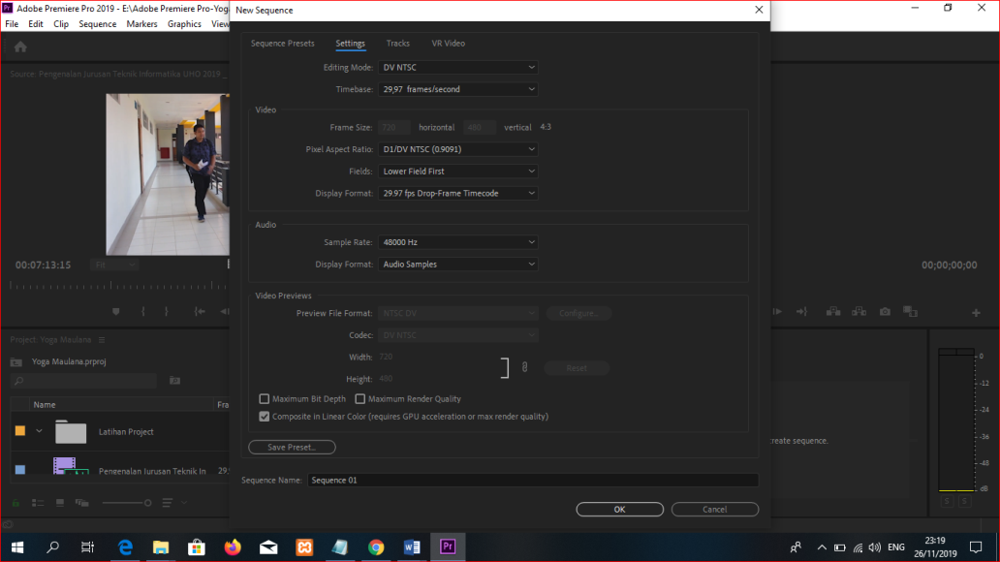 Adobe Premiere Pro 2019 - E:\Adobe Premiere Pro-Yoga
New Sequence
File Edit Clip Sequence Markers Graphics View
Sequence Presets Settings Tracks VR Video
Editing Mode: DV NTSC
Timebase: 29,97 frames/second
Source: Pengenalan Jurusan Teknik Informatika UHO 2019 _
Video
Frame Size: 720 horizontal 480 vertical 4:3
Pixel Aspect Ratio: D1/DV NTSC (0.9091)
Fields: Lower Field First
Display Format: 29.97 fps Drop-Frame Timecode
Audio
Sample Rate: 48000 Hz
Display Format: Audio Samples
00:07:13:15 Fit 00;00;00;00
Video Previews
Preview File Format: NTSC DV Configure...
Codec: DV NTSC
Width: 720
Height: 480
Reset
Maximum Bit Depth Maximum Render Quality
Composite in Linear Color (requires GPU acceleration or max render quality)
Save Preset...
Sequence Name: Sequence 01
OK Cancel
Project: Yoga Maulana
Yoga Maulana.prproj
Name Fra
Latihan Project
Pengenalan Jurusan Teknik In 29,9
create sequence.
0
-12
-24
-36
-48
dB
S S
Pr
ENG
23:19
26/11/2019